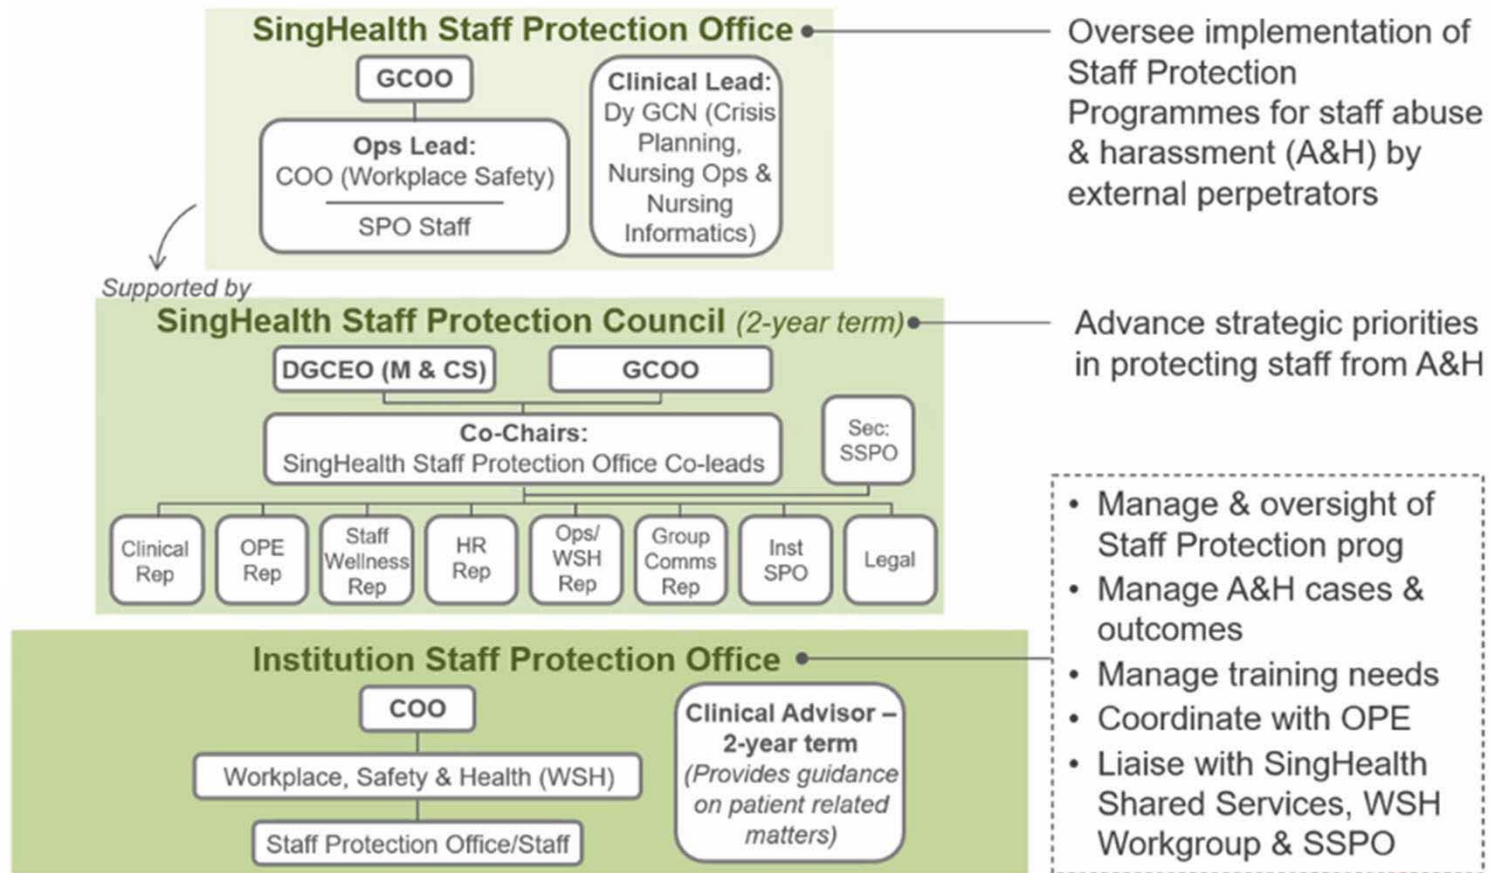 SingHealth Staff Protection Office
GCOO
Ops Lead:
COO (Workplace Safety)
SPO Staff
Clinical Lead:
Dy GCN (Crisis
Planning,
Nursing Ops &
Nursing
Informatics)
Oversee implementation of
Staff Protection
Programmes for staff abuse
& harassment (A&H) by
external perpetrators
Supported by
SingHealth Staff Protection Council (2-year term)
DGCEO (M & CS)
GCOO
Co-Chairs:
SingHealth Staff Protection Office Co-leads
Sec:
SSPO
Clinical
Rep
OPE
Rep
Staff
Wellness
Rep
HR
Rep
Ops/
WSH
Rep
Group
Comms
Rep
Inst
SPO
Legal
Advance strategic priorities
in protecting staff from A&H
Institution Staff Protection Office
COO
Workplace, Safety & Health (WSH)
Staff Protection Office/Staff
Clinical Advisor –
2-year term
(Provides guidance
on patient related
matters)
• Manage & oversight of
Staff Protection prog
• Manage A&H cases &
outcomes
• Manage training needs
• Coordinate with OPE
• Liaise with SingHealth
Shared Services, WSH
Workgroup & SSPO